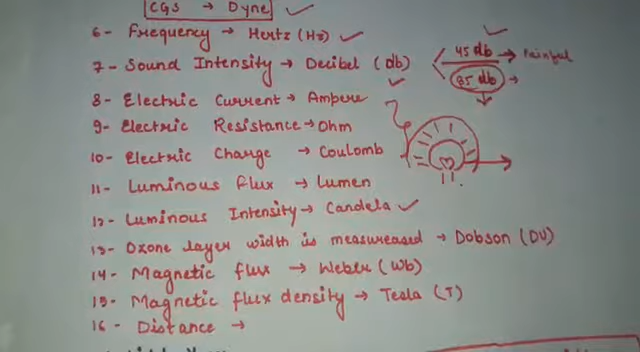 CGS → Dyne
6- Frequency → Hertz (Hz)
7- Sound Intensity → Decibel (db) < 45 db → Painful
85 db →
8- Electric Current → Ampere
9- Electric Resistance → Ohm
10- Electric Charge → Coulomb
11- Luminous flux → Lumen
12- Luminous Intensity → Candela
13- Ozone layer width is measureased → Dobson (DU)
14- Magnetic flux → Weber (Wb)
15- Magnetic flux density → Tesla (T)
16- Distance →